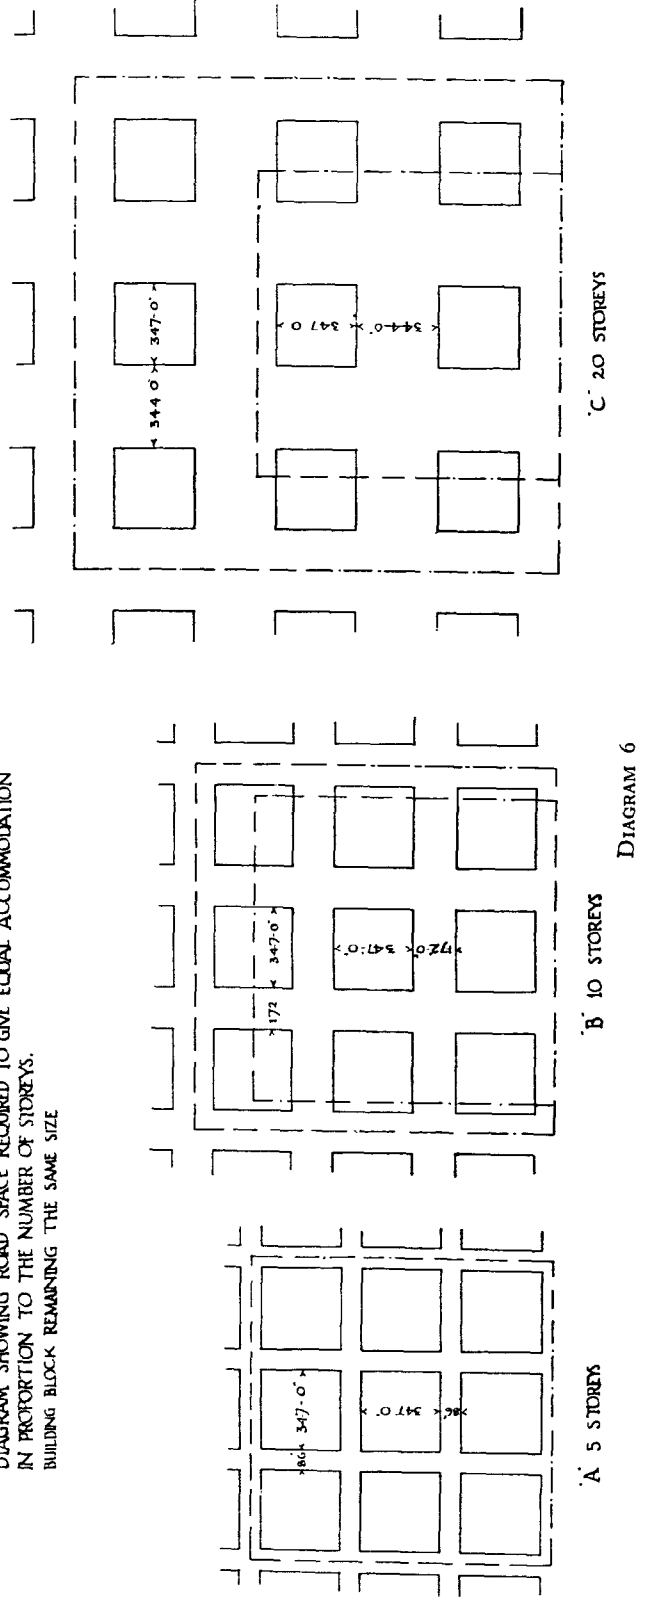 DIAGRAM SHOWING ROAD SPACE REQUIRED TO GIVE EQUAL ACCOMMODATION
IN PROPORTION TO THE NUMBER OF STOREYS.
BUILDING BLOCK REMAINING THE SAME SIZE
86' 347-0"
347'0"
86'
'A' 5 STOREYS
172 347-0"
347-0"
172-0"
'B' 10 STOREYS
344 0" 347-0"
347 0
344-0"
'C' 20 STOREYS
DIAGRAM 6